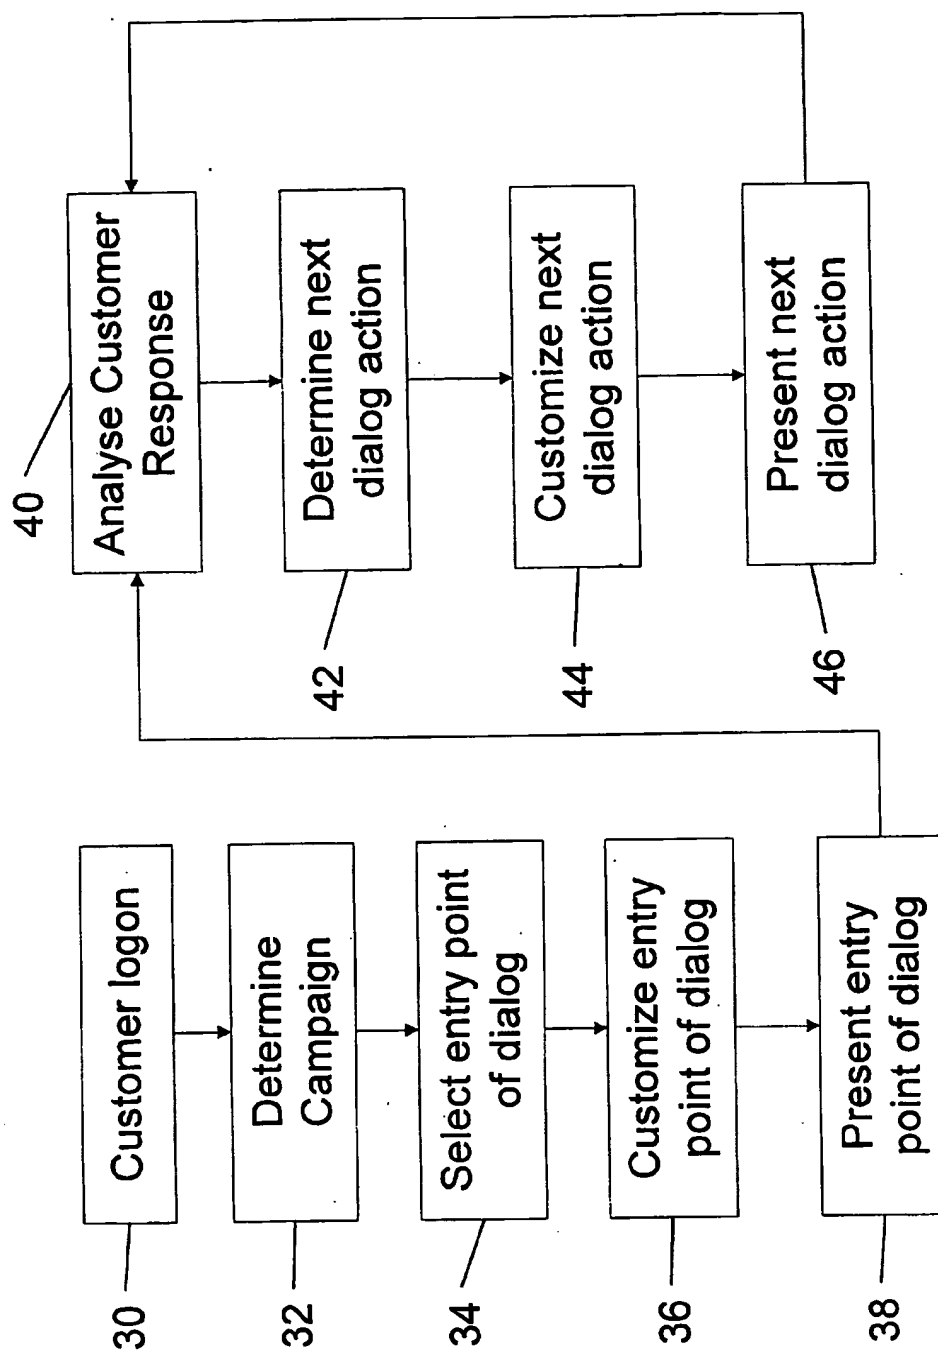 30
Customer logon
32
Determine
Campaign
34
Select entry point
of dialog
36
Customize entry
point of dialog
38
Present entry
point of dialog
40
Analyse Customer
Response
42
Determine next
dialog action
44
Customize next
dialog action
46
Present next
dialog action